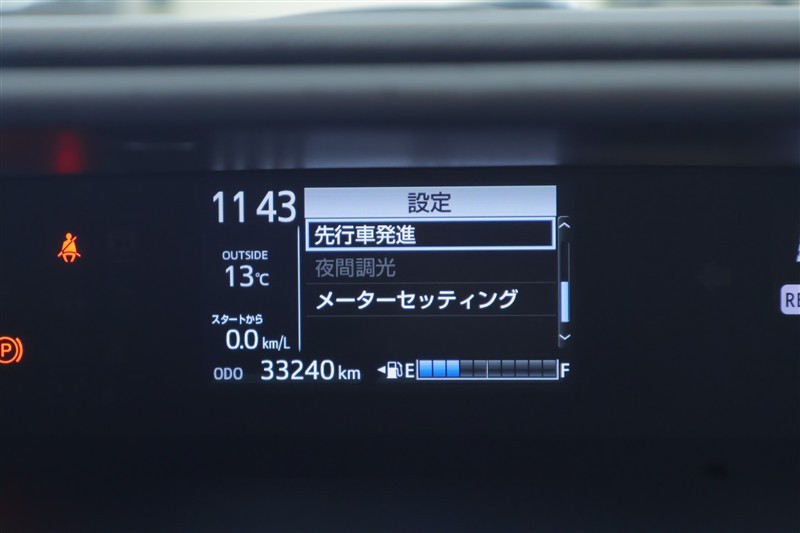 11 43
設定
先行車発進
夜間調光
メーターセッティング
OUTSIDE
13℃
スタートから
0.0 km/L
ODO 33240 km
E F
P